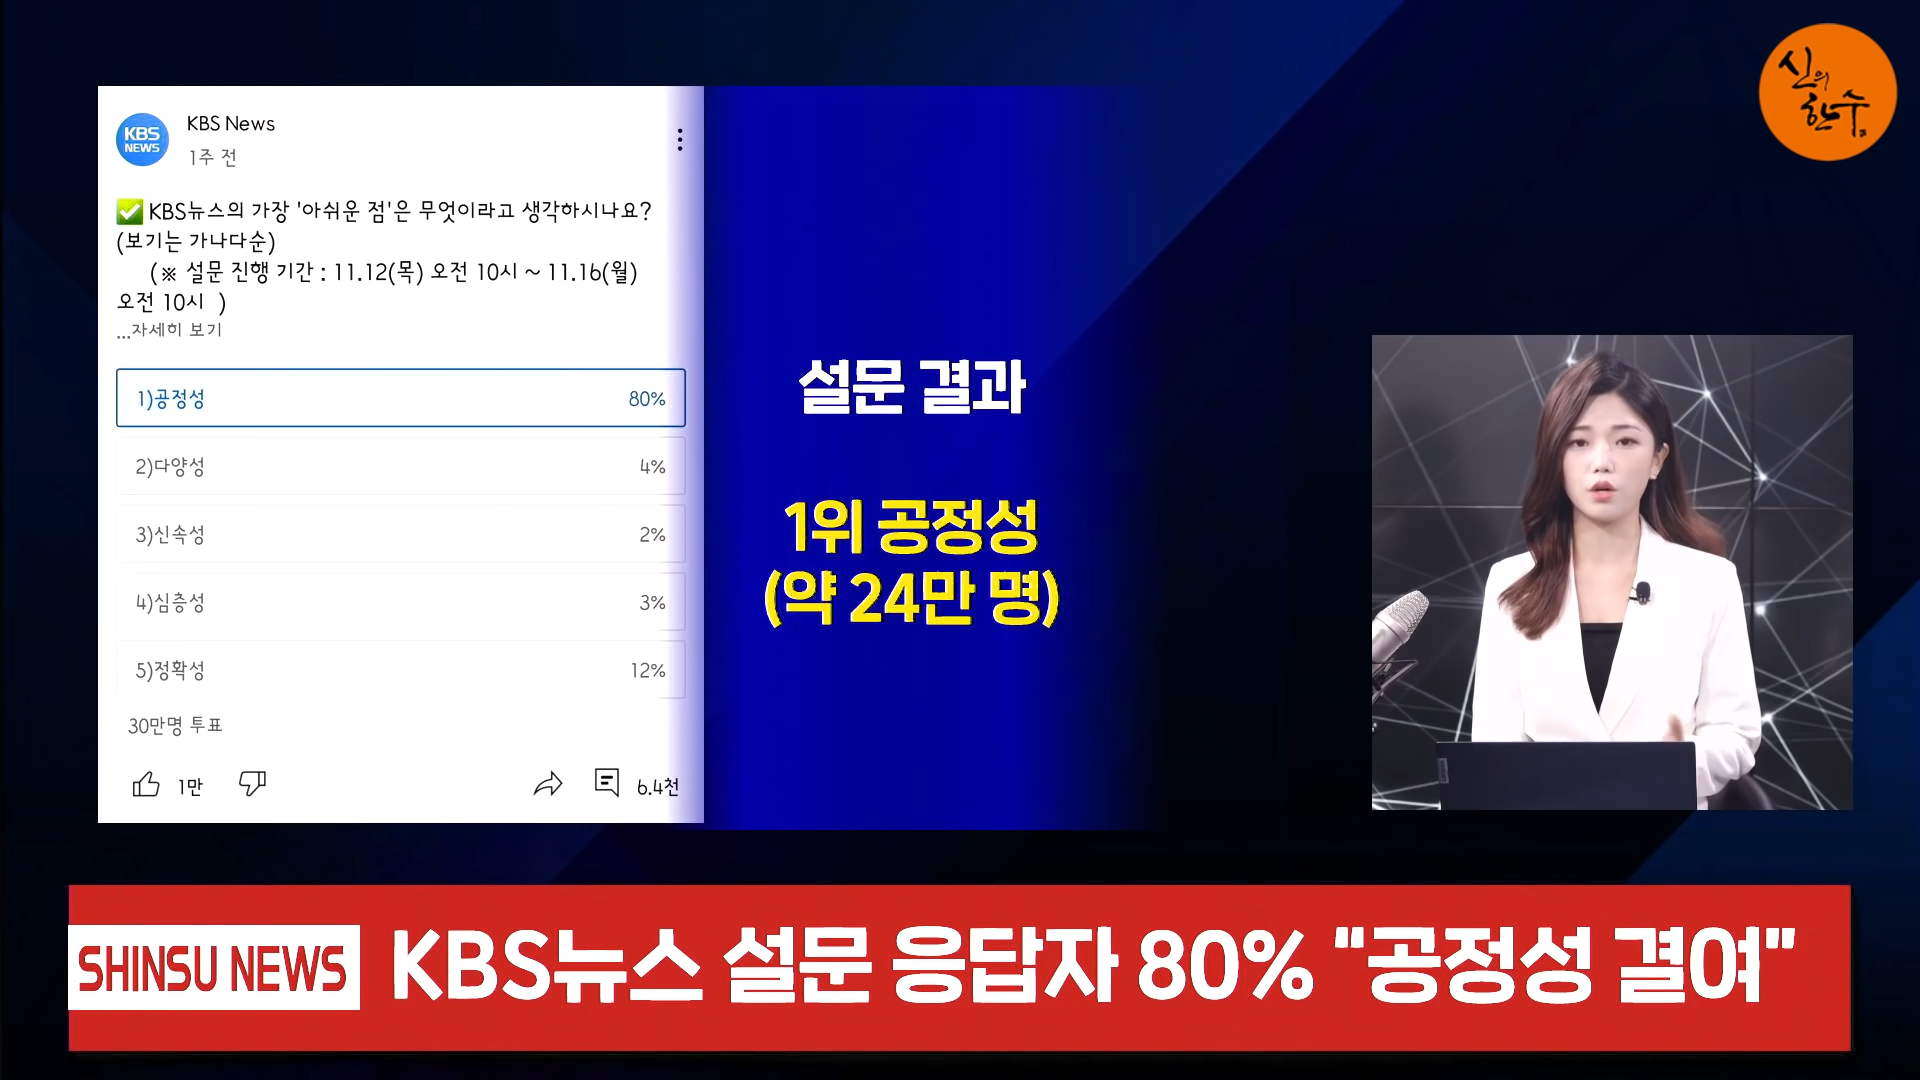 신의
한수
KBS NEWS
KBS News
1주 전
✅ KBS뉴스의 가장 '아쉬운 점'은 무엇이라고 생각하시나요?
(보기는 가나다순)
(※ 설문 진행 기간 : 11.12(목) 오전 10시 ~ 11.16(월)
오전 10시 )
...자세히 보기
1)공정성 80%
2)다양성 4%
3)신속성 2%
4)심층성 3%
5)정확성 12%
30만명 투표
1만 6.4천
설문 결과
1위 공정성
(약 24만 명)
SHINSU NEWS
KBS뉴스 설문 응답자 80% "공정성 결여"